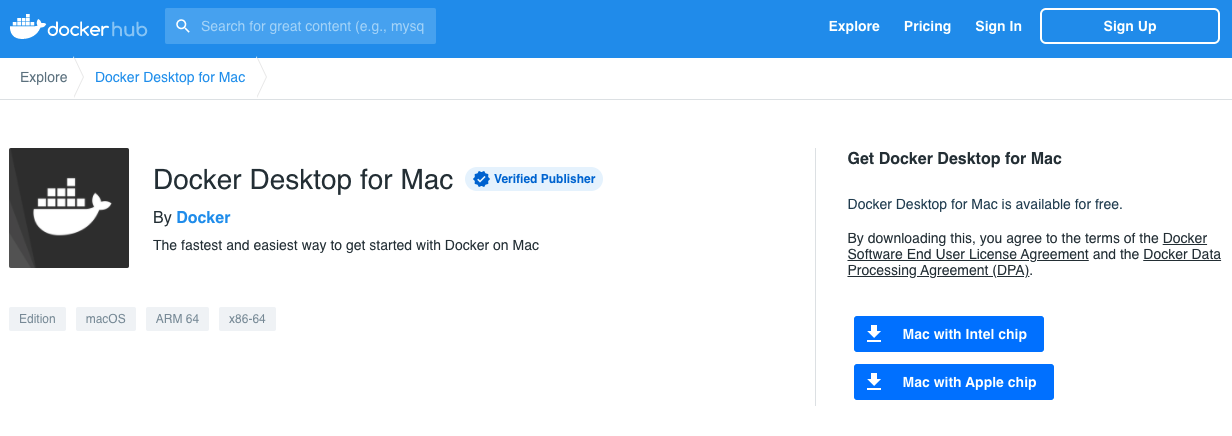 dockerhub
Search for great content (e.g., mysq
Explore
Pricing
Sign In
Sign Up
Explore
Docker Desktop for Mac
Docker Desktop for Mac
Verified Publisher
By Docker
The fastest and easiest way to get started with Docker on Mac
Edition
macOS
ARM 64
x86-64
Get Docker Desktop for Mac
Docker Desktop for Mac is available for free.
By downloading this, you agree to the terms of the Docker
Software End User License Agreement and the Docker Data
Processing Agreement (DPA).
Mac with Intel chip
Mac with Apple chip